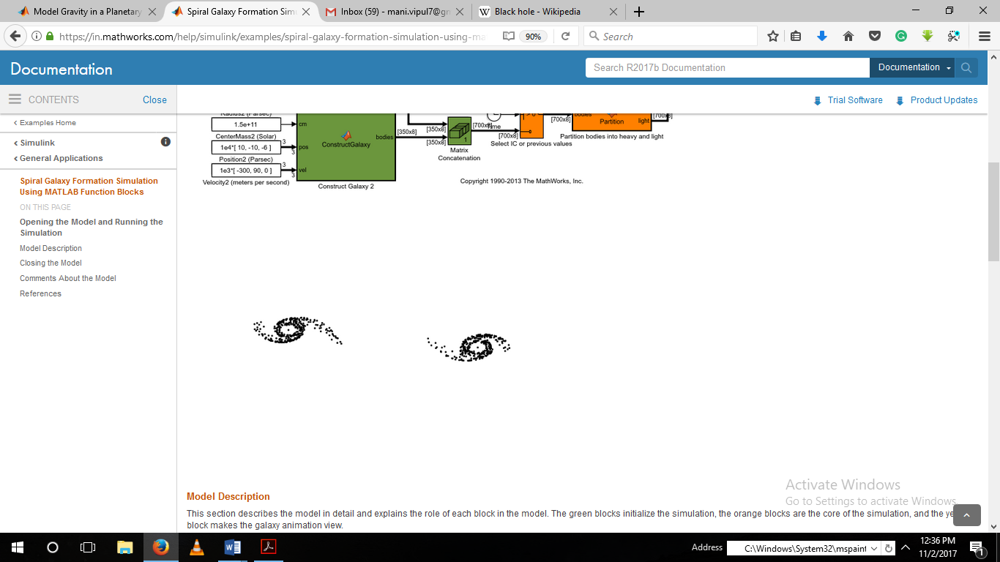 Model Gravity in a Planetary
Spiral Galaxy Formation Sim
Inbox (59) - mani.vipul7@g
Black hole - Wikipedia
https://in.mathworks.com/help/simulink/examples/spiral-galaxy-formation-simulation-using-ma
90%
Search
Documentation
Search R2017b Documentation
Documentation
CONTENTS
Close
Trial Software
Product Updates
Examples Home
Simulink
General Applications
Spiral Galaxy Formation Simulation
Using MATLAB Function Blocks
ON THIS PAGE
Opening the Model and Running the
Simulation
Model Description
Closing the Model
Comments About the Model
References
Radius2 (Parsec)
1.5e+11
CenterMass2 (Solar)
1e4*[ 10, -10, -6 ]
3
3
Position2 (Parsec)
1e3*[ -300, 90, 0 ]
3
3
Velocity2 (meters per second)
cm
pos
vel
ConstructGalaxy
bodies
Construct Galaxy 2
[350x8]
[350x8]
[350x8]
1
Matrix
Concatenation
[700x8]
[700x8]
Select IC or previous values
[700x8]
bodies
Partition
light
[700x8]
Partition bodies into heavy and light
Copyright 1990-2013 The MathWorks, Inc.
Model Description
This section describes the model in detail and explains the role of each block in the model. The green blocks initialize the simulation, the orange blocks are the core of the simulation, and the ye
block makes the galaxy animation view.
Activate Windows
Go to Settings to activate Windows.
Address
C:\Windows\System32\mspaint
12:36 PM
11/2/2017
1